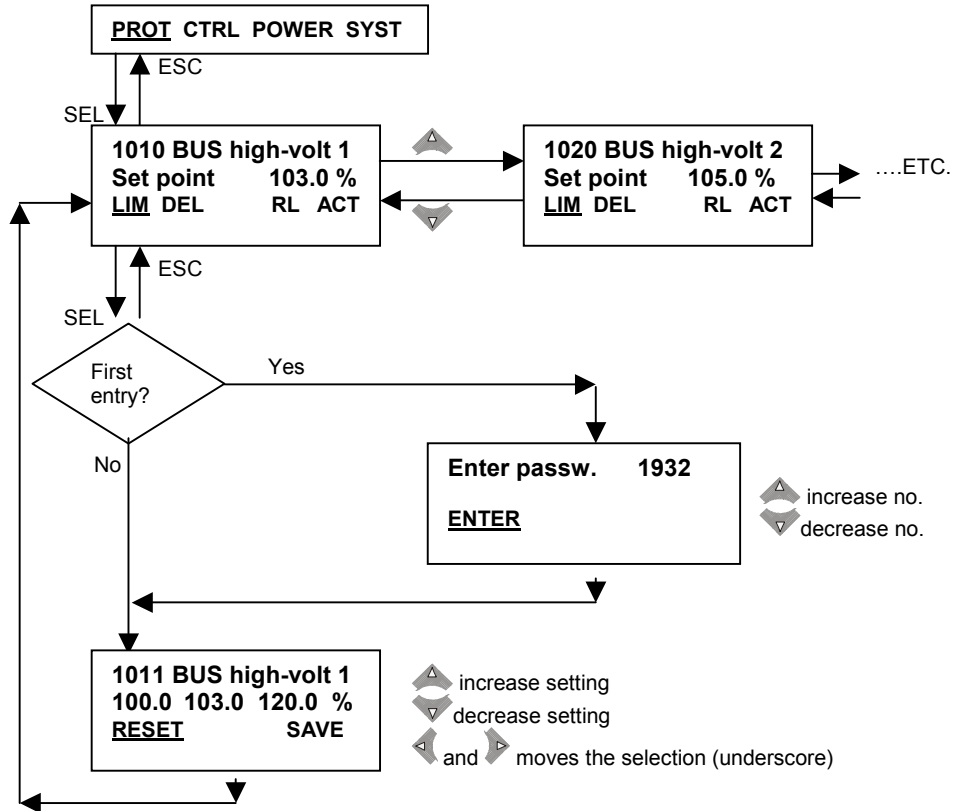 PROT CTRL POWER SYST
ESC
SEL
1010 BUS high-volt 1
Set point 103.0 %
LIM DEL RL ACT
1020 BUS high-volt 2
Set point 105.0 %
LIM DEL RL ACT
....ETC.
ESC
SEL
First
entry?
Yes
No
Enter passw. 1932
ENTER
increase no.
decrease no.
1011 BUS high-volt 1
100.0 103.0 120.0 %
RESET SAVE
increase setting
decrease setting
and moves the selection (underscore)